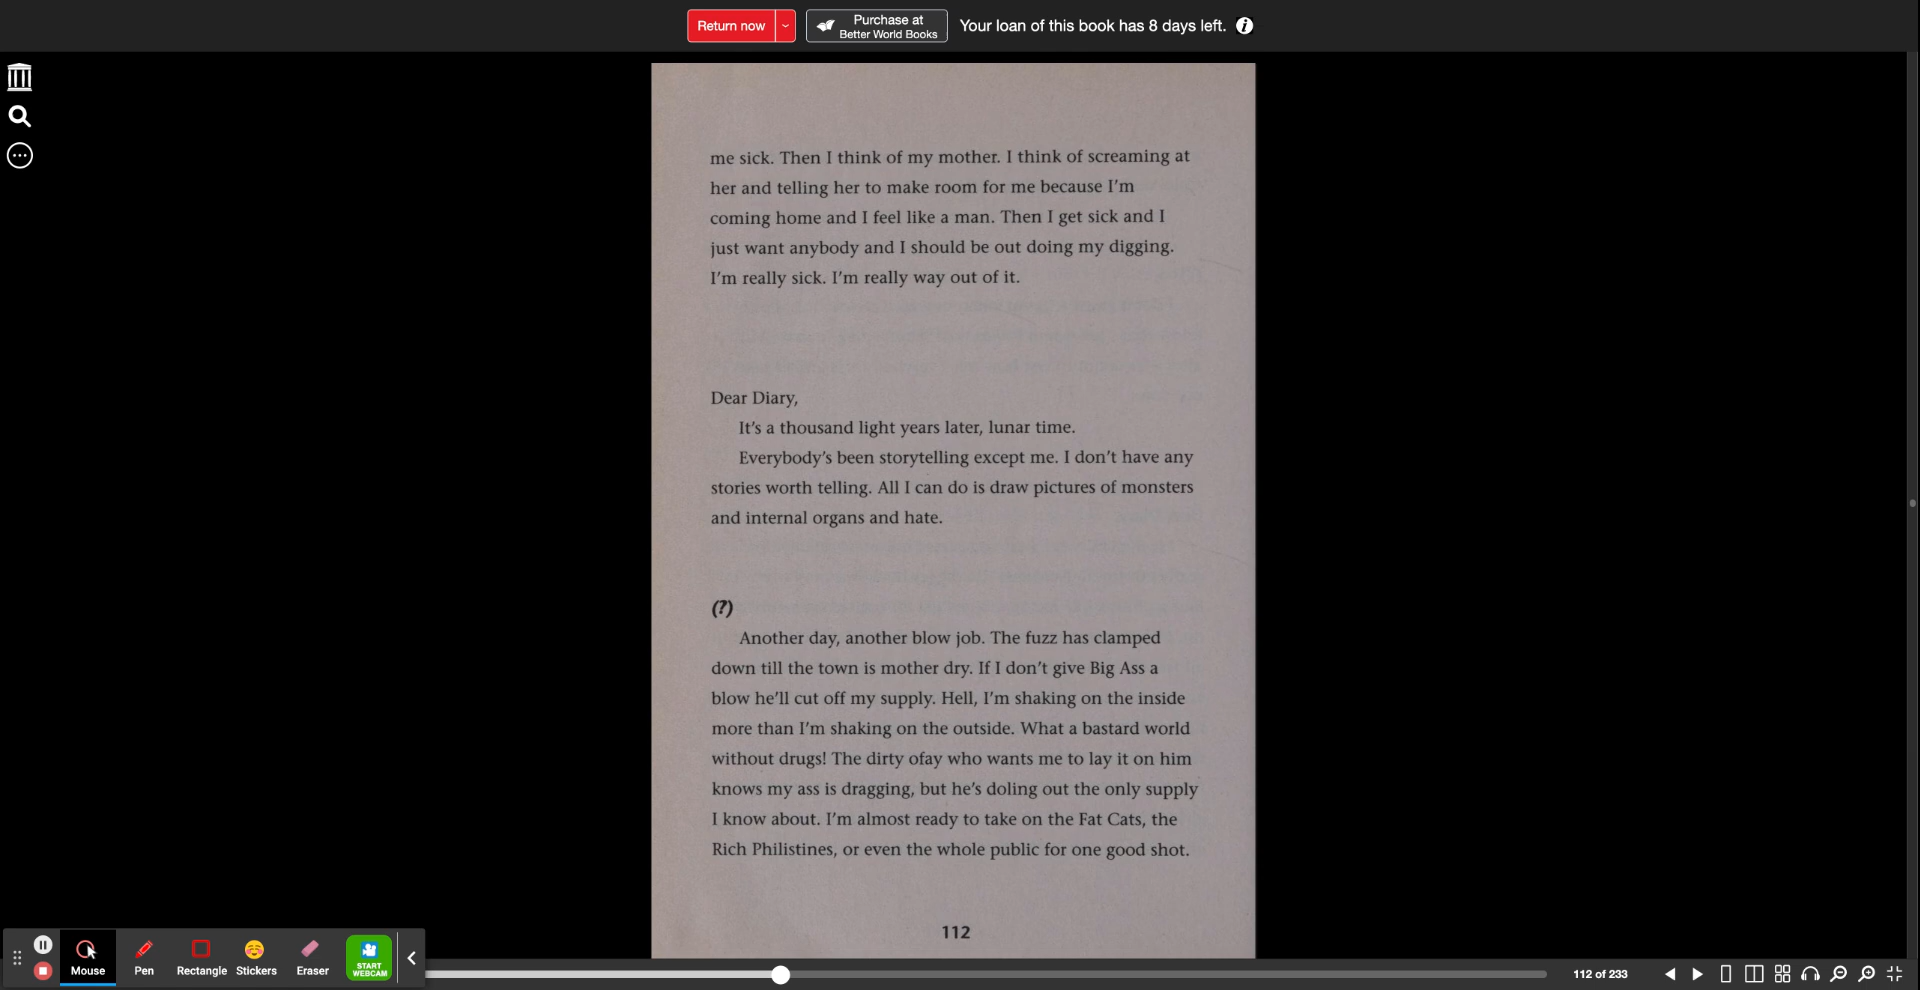 Return now
Purchase at
Better World Books
Your loan of this book has 8 days left.
me sick. Then I think of my mother. I think of screaming at
her and telling her to make room for me because I'm
coming home and I feel like a man. Then I get sick and I
just want anybody and I should be out doing my digging.
I'm really sick. I'm really way out of it.
Dear Diary,
It's a thousand light years later, lunar time.
Everybody's been storytelling except me. I don't have any
stories worth telling. All I can do is draw pictures of monsters
and internal organs and hate.
(?)
Another day, another blow job. The fuzz has clamped
down till the town is mother dry. If I don't give Big Ass a
blow he'll cut off my supply. Hell, I'm shaking on the inside
more than I'm shaking on the outside. What a bastard world
without drugs! The dirty ofay who wants me to lay it on him
knows my ass is dragging, but he's doling out the only supply
I know about. I'm almost ready to take on the Fat Cats, the
Rich Philistines, or even the whole public for one good shot.
112
Mouse
Pen
Rectangle
Stickers
Eraser
START
WEBCAM
112 of 233